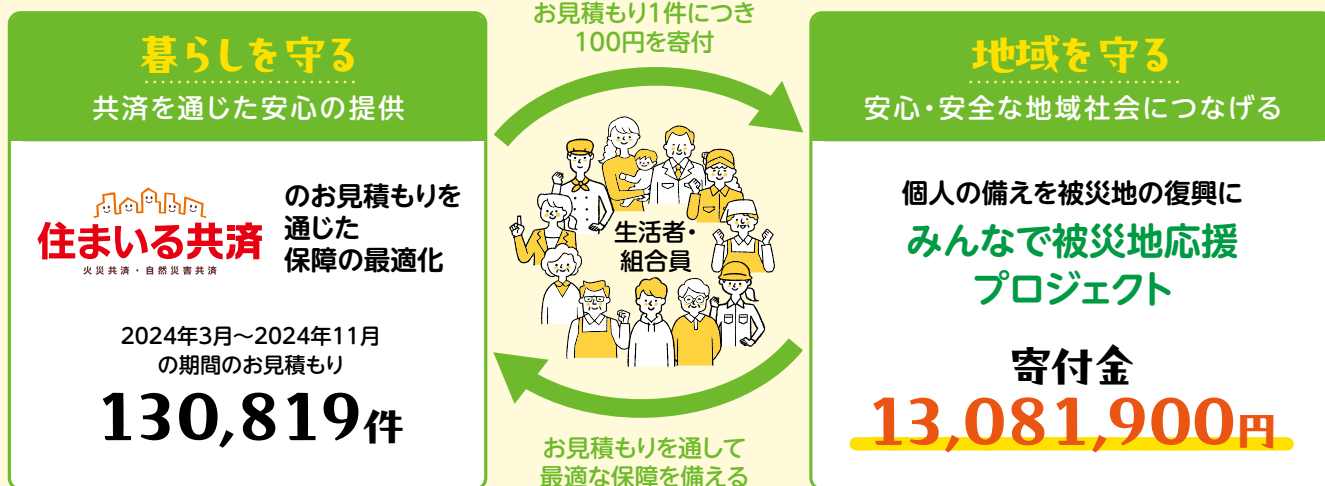 暮らしを守る
共済を通じた安心の提供
住まいる共済
火災共済・自然災害共済
のお見積もりを
通じた
保障の最適化
2024年3月～2024年11月
の期間のお見積もり
130,819件
お見積もり1件につき
100円を寄付
生活者・
組合員
お見積もりを通して
最適な保障を備える
地域を守る
安心・安全な地域社会につなげる
個人の備えを被災地の復興に
みんなで被災地応援
プロジェクト
寄付金
13,081,900円